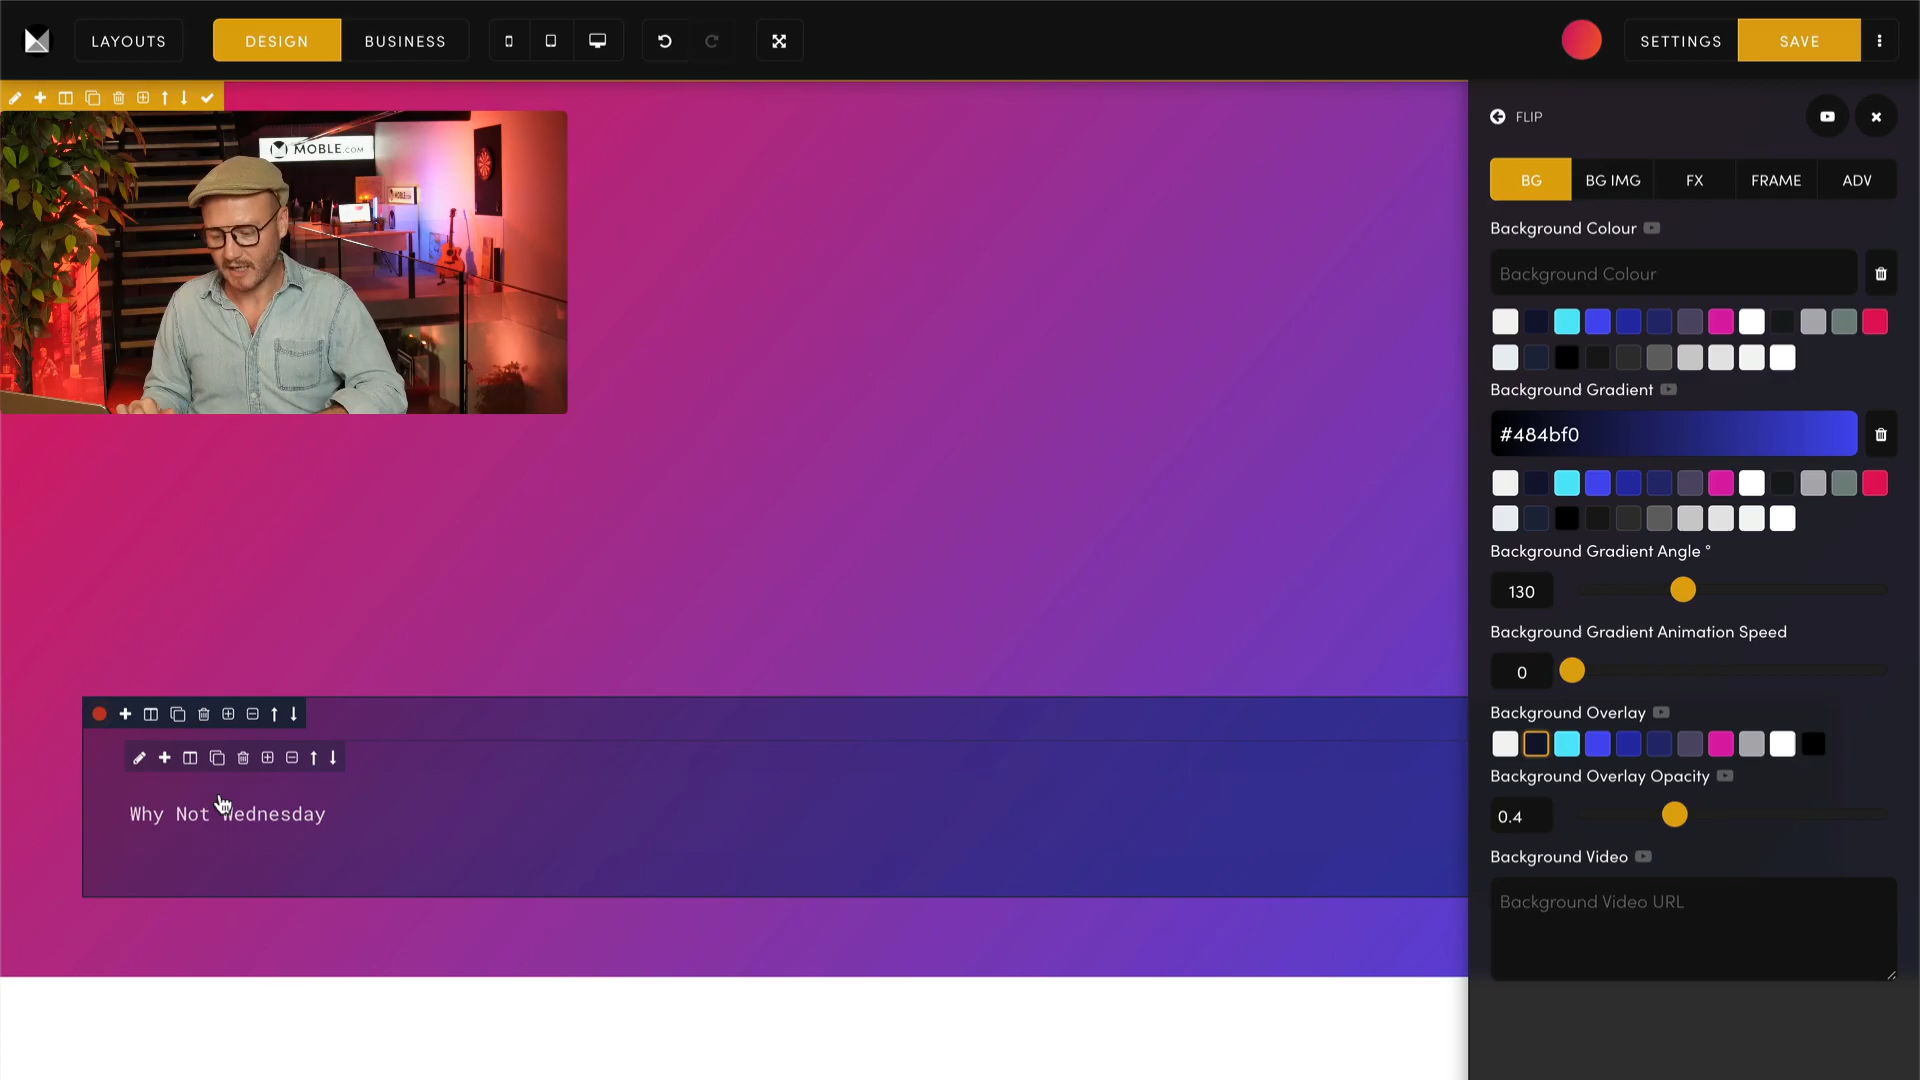 LAYOUTS
DESIGN
BUSINESS
SETTINGS
SAVE
MOBLE.COM
FLIP
BG
BG IMG
FX
FRAME
ADV
Background Colour
Background Colour
Background Gradient
#484bf0
Background Gradient Angle °
130
Background Gradient Animation Speed
0
Background Overlay
Background Overlay Opacity
0.4
Background Video
Background Video URL
Why Not Wednesday